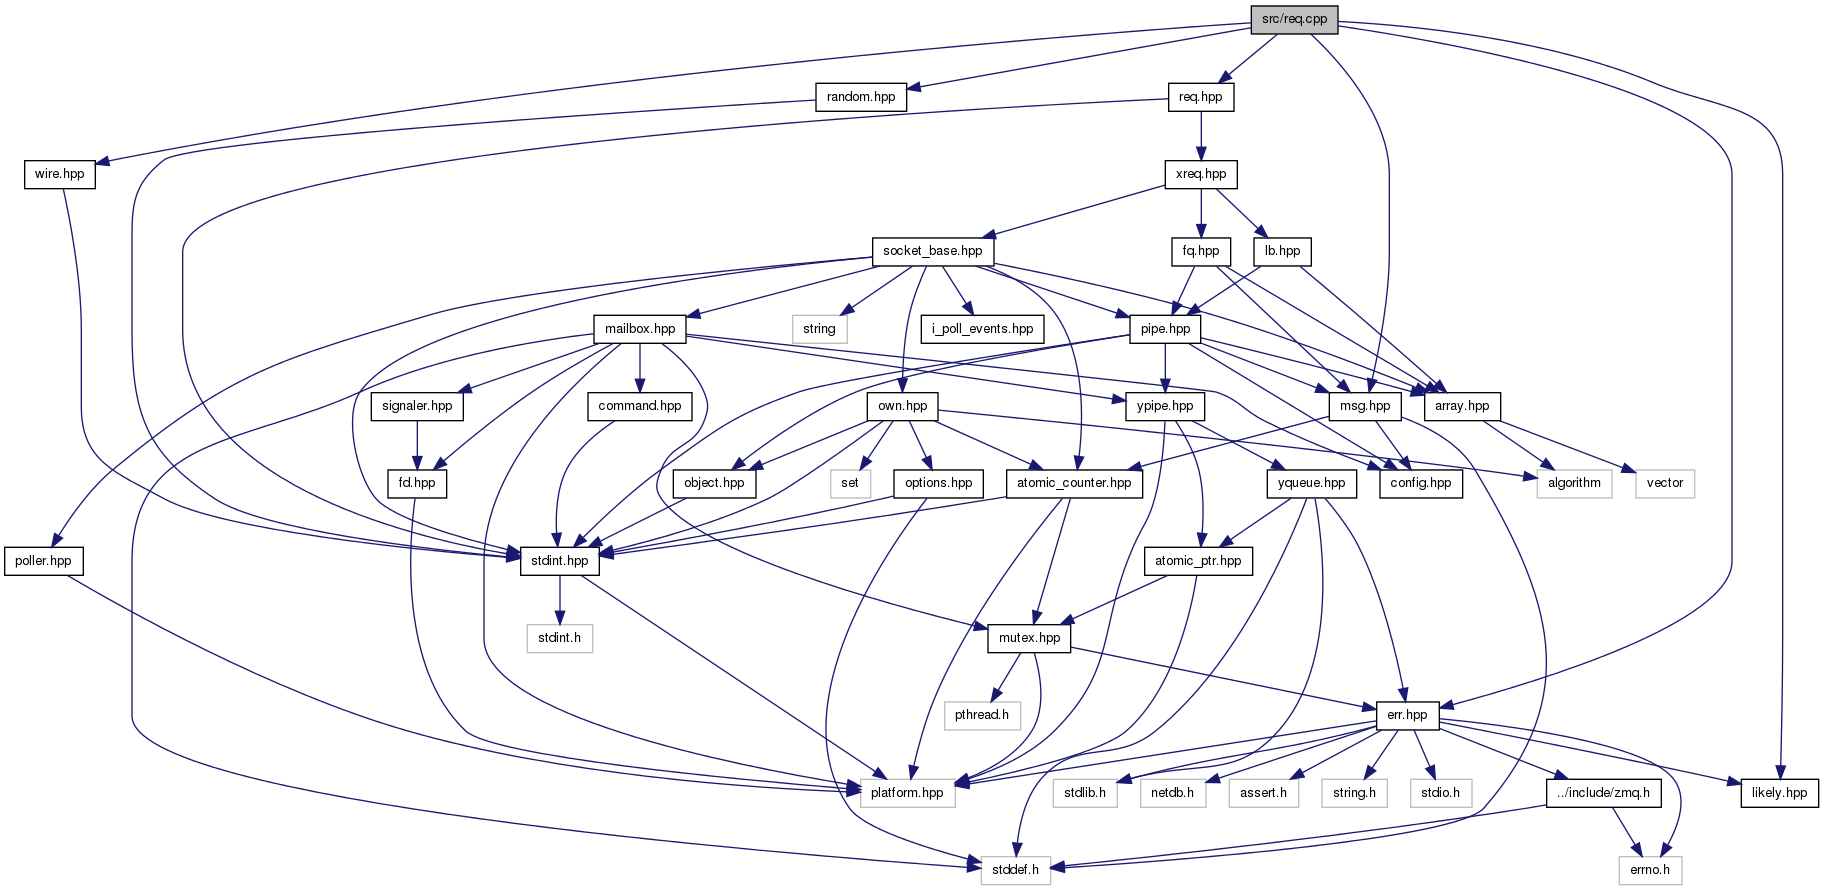 src/req.cpp
random.hpp
req.hpp
wire.hpp
xreq.hpp
socket_base.hpp
fq.hpp
lb.hpp
mailbox.hpp
string
i_poll_events.hpp
pipe.hpp
signaler.hpp
command.hpp
own.hpp
ypipe.hpp
msg.hpp
array.hpp
fd.hpp
object.hpp
set
options.hpp
atomic_counter.hpp
yqueue.hpp
config.hpp
algorithm
vector
poller.hpp
stdint.hpp
atomic_ptr.hpp
stdint.h
mutex.hpp
pthread.h
err.hpp
platform.hpp
stdlib.h
netdb.h
assert.h
string.h
stdio.h
../include/zmq.h
likely.hpp
stddef.h
errno.h